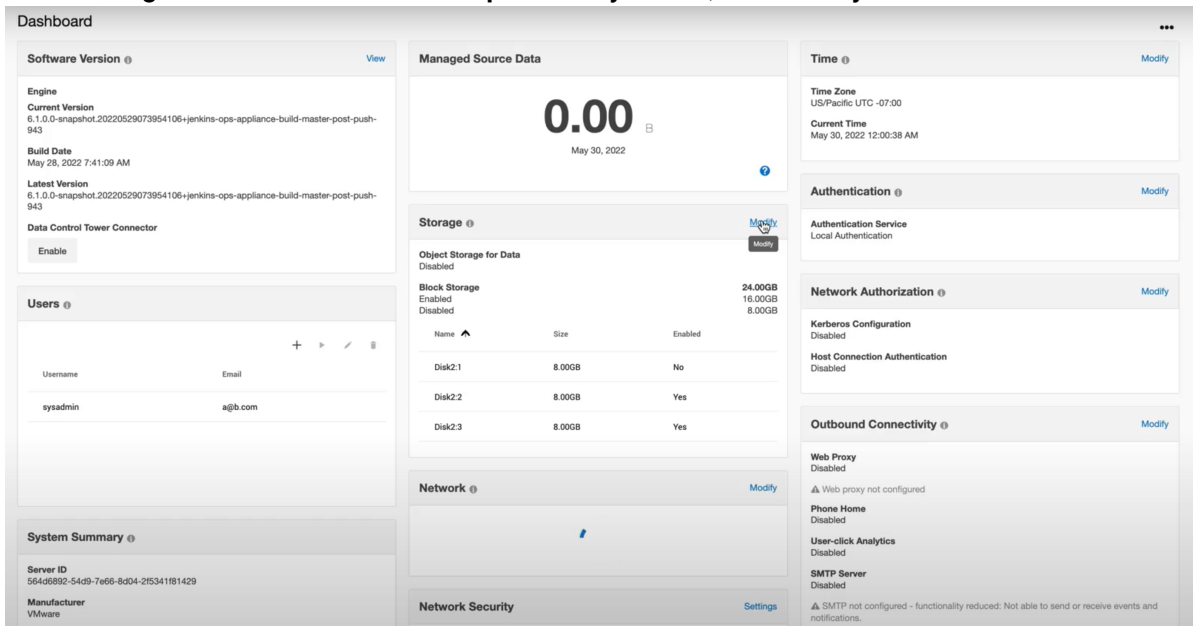 Dashboard
Software Version
View
Engine
Current Version
6.1.0.0-snapshot.20220529073954106+jenkins-ops-appliance-build-master-post-push-
943
Build Date
May 28, 2022 7:41:09 AM
Latest Version
6.1.0.0-snapshot.20220529073954106+jenkins-ops-appliance-build-master-post-push-
943
Data Control Tower Connector
Enable
Users
Username Email
sysadmin a@b.com
System Summary
Server ID
564d6892-54d9-7e66-8d04-2f5341f81429
Manufacturer
VMware
Managed Source Data
0.00 B
May 30, 2022
Storage
Modify
Modify
Object Storage for Data
Disabled
Block Storage 24.00GB
Enabled 16.00GB
Disabled 8.00GB
Name Size Enabled
Disk2:1 8.00GB No
Disk2:2 8.00GB Yes
Disk2:3 8.00GB Yes
Network
Modify
Network Security
Settings
Time
Modify
Time Zone
US/Pacific UTC -07:00
Current Time
May 30, 2022 12:00:38 AM
Authentication
Modify
Authentication Service
Local Authentication
Network Authorization
Modify
Kerberos Configuration
Disabled
Host Connection Authentication
Disabled
Outbound Connectivity
Modify
Web Proxy
Disabled
Web proxy not configured
Phone Home
Disabled
User-click Analytics
Disabled
SMTP Server
Disabled
SMTP not configured - functionality reduced: Not able to send or receive events and
notifications.